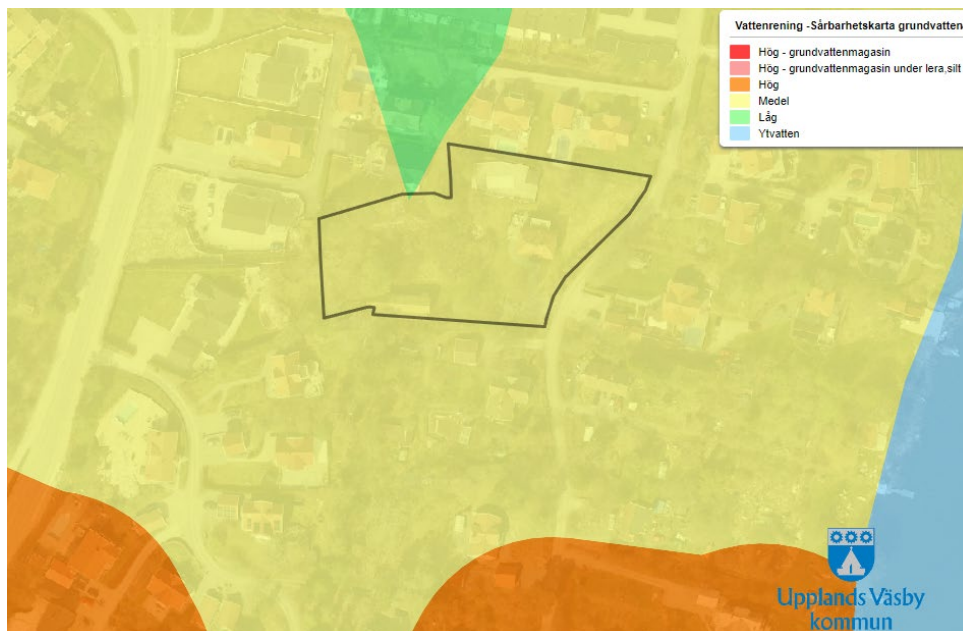 Vattenrening -Sårbarhetskarta grundvatten
Hög - grundvattenmagasin
Hög - grundvattenmagasin under lera,silt
Hög
Medel
Låg
Ytvatten
Upplands Väsby
kommun